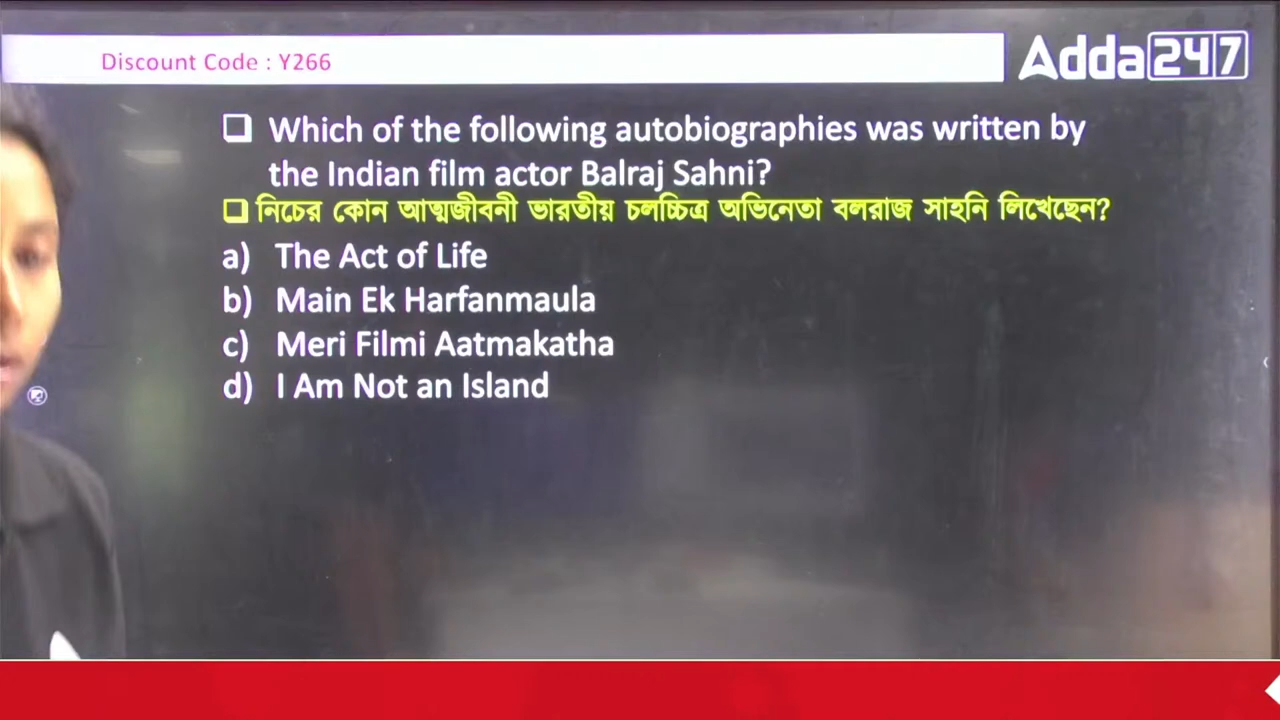 Discount Code : Y266
Adda247
❑ Which of the following autobiographies was written by
the Indian film actor Balraj Sahni?
❑ নিচের কোন আত্মজীবনী ভারতীয় চলচ্চিত্র অভিনেতা বলরাজ সাহনি লিখেছেন?
a) The Act of Life
b) Main Ek Harfanmaula
c) Meri Filmi Aatmakatha
d) I Am Not an Island